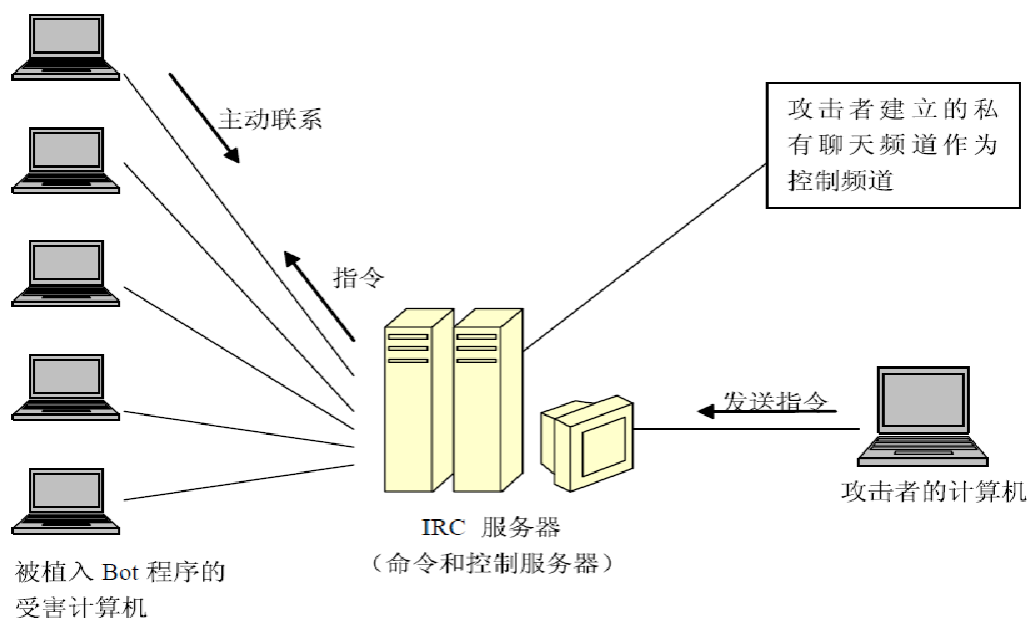 主动联系
攻击者建立的私
有聊天频道作为
控制频道
指令
发送指令
攻击者的计算机
IRC 服务器
（命令和控制服务器）
被植入 Bot 程序的
受害计算机